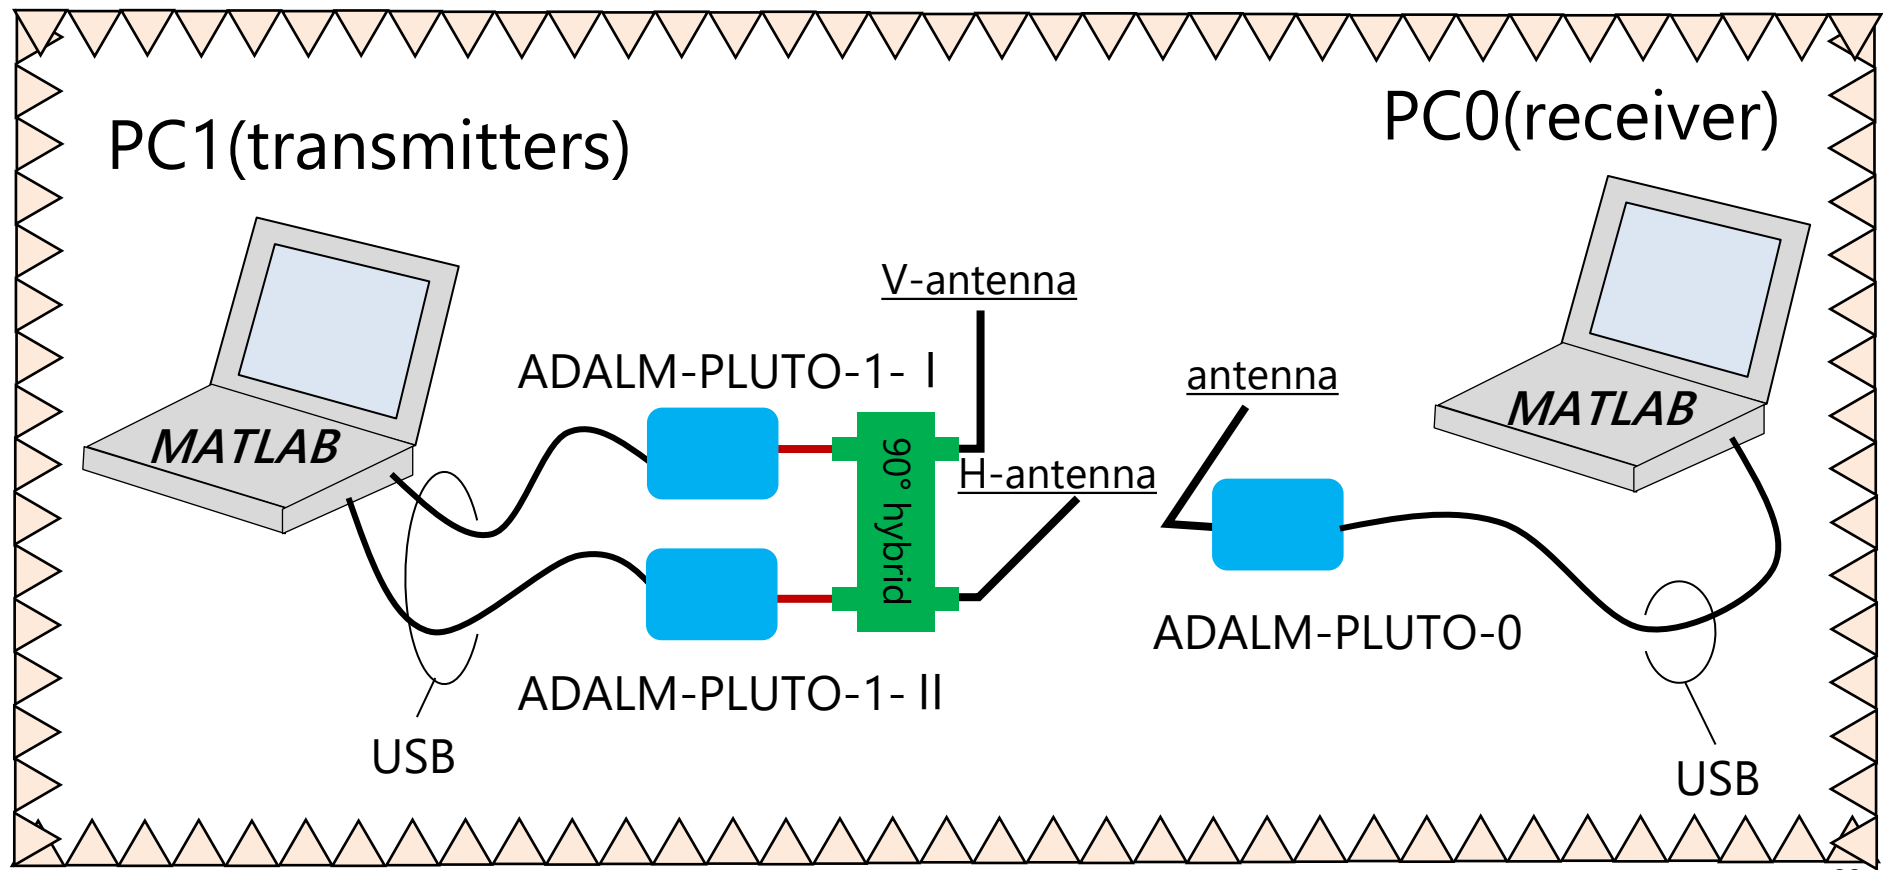 PC1(transmitters)
PC0(receiver)
V-antenna
ADALM-PLUTO-1- I
antenna
MATLAB
MATLAB
90° hybrid
H-antenna
ADALM-PLUTO-0
ADALM-PLUTO-1- II
USB
USB